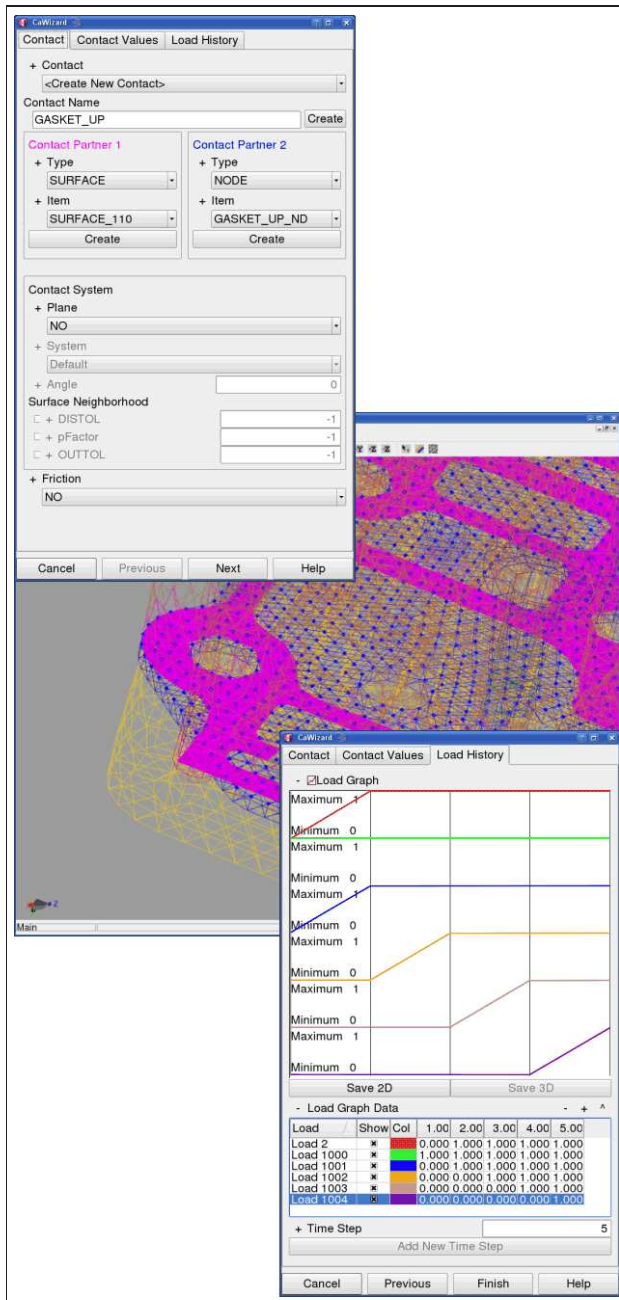 CaWizard
Contact Contact Values Load History
+ Contact
<Create New Contact>
Contact Name
GASKET_UP Create
Contact Partner 1 Contact Partner 2
+ Type + Type
SURFACE NODE
+ Item + Item
SURFACE_110 GASKET_UP_ND
Create Create
Contact System
+ Plane
NO
+ System
Default
+ Angle 0
Surface Neighborhood
+ DISTOL -1
+ pFactor -1
+ OUTTOL -1
+ Friction
NO
Cancel Previous Next Help
Z
Main
CaWizard
Contact Contact Values Load History
- Load Graph
Maximum 1
Minimum 0
Maximum 1
Minimum 0
Maximum 1
Minimum 0
Maximum 1
Minimum 0
Maximum 1
Minimum 0
Maximum 1
Minimum 0
Save 2D Save 3D
- Load Graph Data - + ^
Load Show Col 1.00 2.00 3.00 4.00 5.00
Load 2 0.000 1.000 1.000 1.000 1.000
Load 1000 1.000 1.000 1.000 1.000 1.000
Load 1001 0.000 1.000 1.000 1.000 1.000
Load 1002 0.000 0.000 1.000 1.000 1.000
Load 1003 0.000 0.000 0.000 1.000 1.000
Load 1004 0.000 0.000 0.000 0.000 1.000
+ Time Step 5
Add New Time Step
Cancel Previous Finish Help